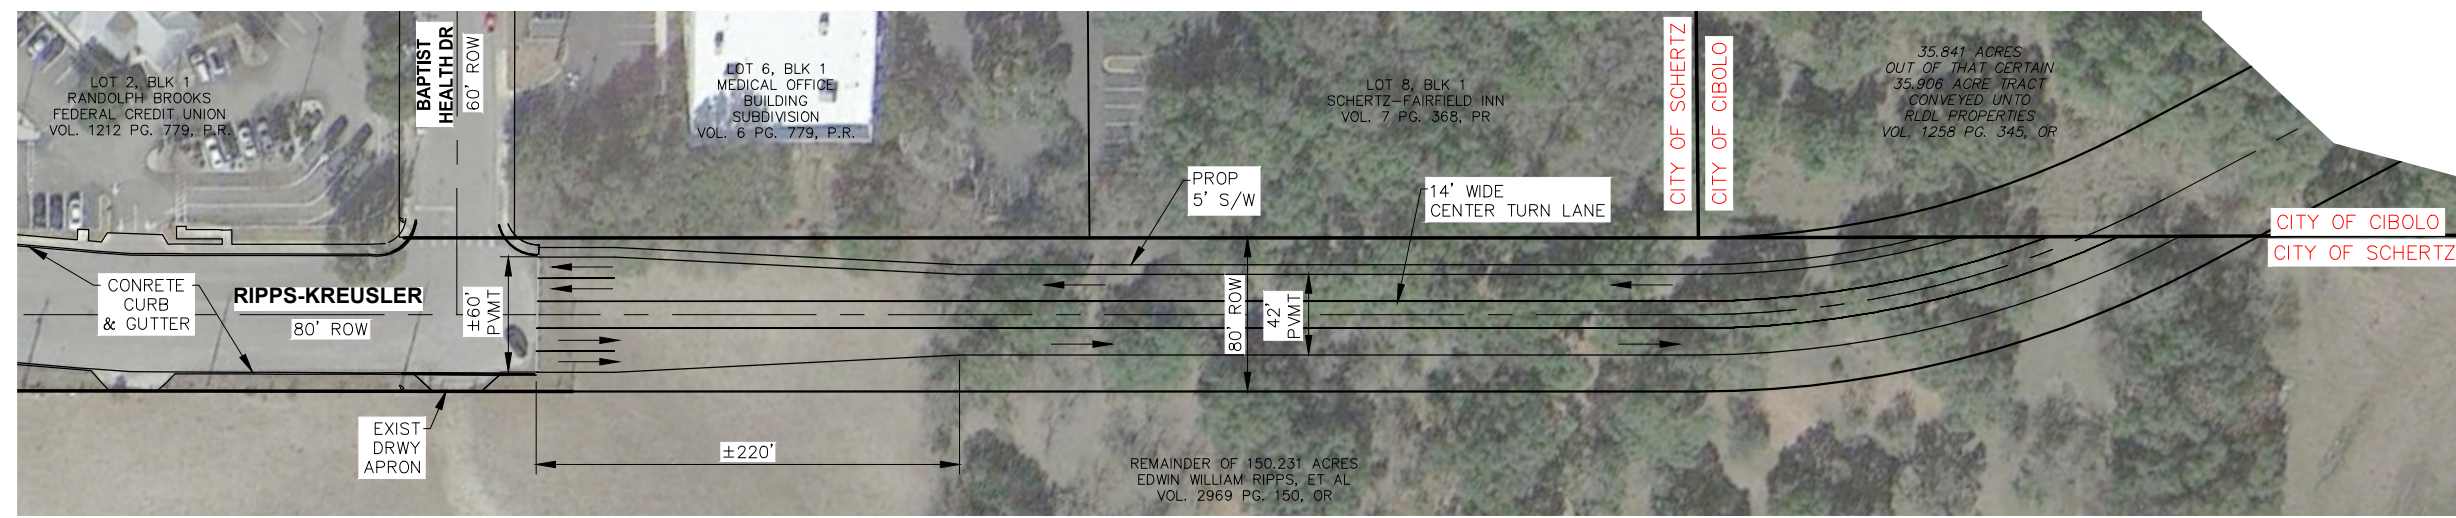 LOT 2, BLK 1
RANDOLPH BROOKS
FEDERAL CREDIT UNION
VOL. 1212 PG. 779, P.R.
BAPTIST
HEALTH DR
60' ROW
LOT 6, BLK 1
MEDICAL OFFICE
BUILDING
SUBDIVISION
VOL. 6 PG. 779, P.R.
LOT 8, BLK 1
SCHERTZ-FAIRFIELD INN
VOL. 7 PG. 368, PR
CITY OF SCHERTZ
CITY OF CIBOLO
35.841 ACRES
OUT OF THAT CERTAIN
35.906 ACRE TRACT
CONVEYED UNTO
RLDL PROPERTIES
VOL. 1258 PG. 345, OR
PROP
5' S/W
14' WIDE
CENTER TURN LANE
CITY OF CIBOLO
CITY OF SCHERTZ
CONRETE
CURB
& GUTTER
RIPPS-KREUSLER
80' ROW
±60'
PVMT
80' ROW
42'
PVMT
EXIST
DRWY
APRON
±220'
REMAINDER OF 150.231 ACRES
EDWIN WILLIAM RIPPS, ET AL
VOL. 2969 PG. 150, OR